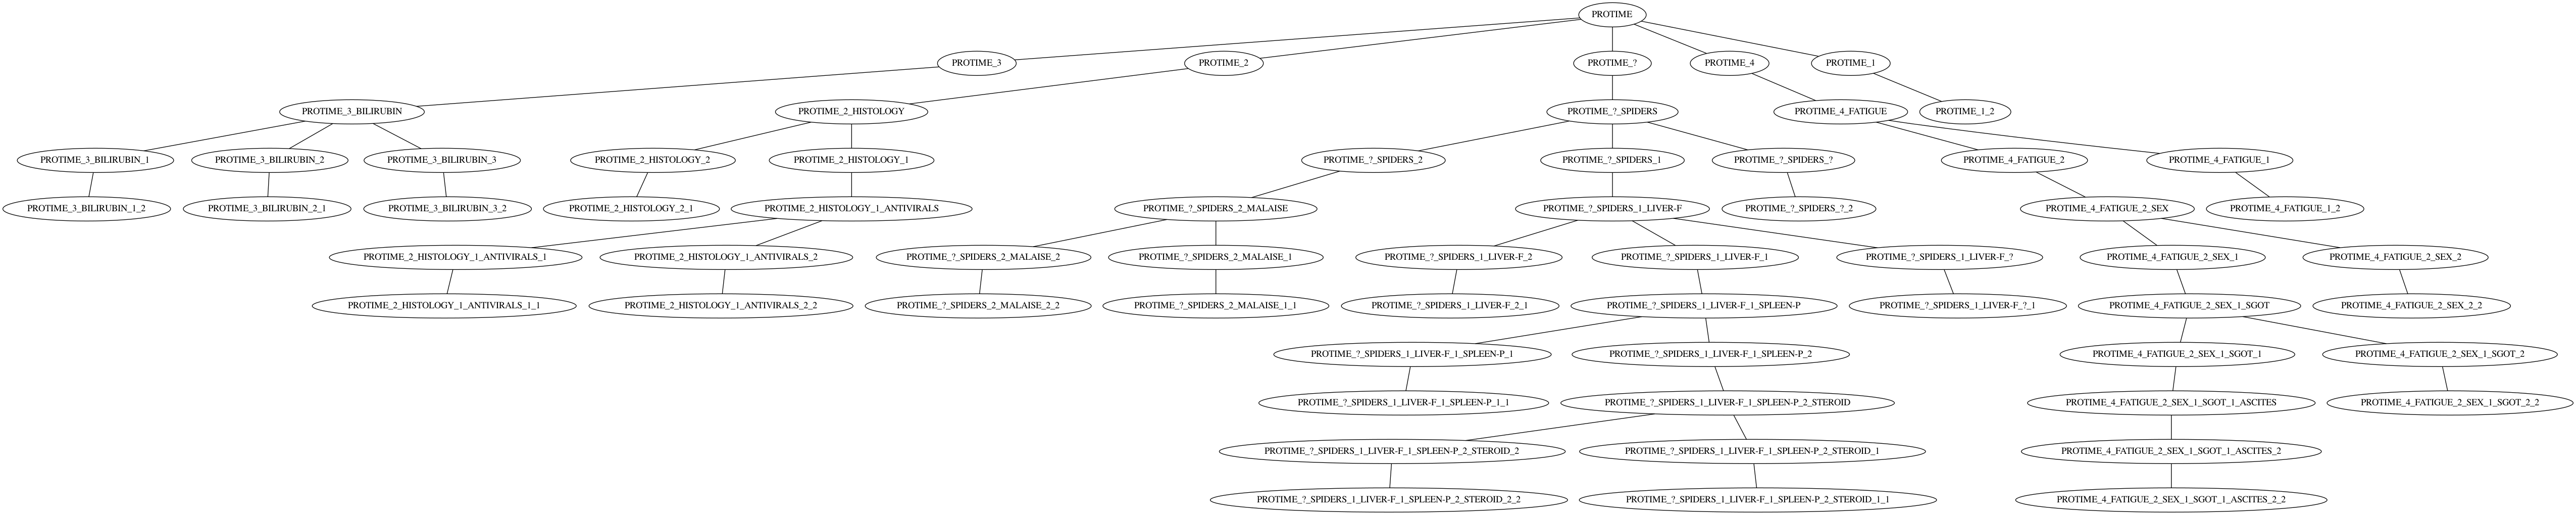 PROTIME
PROTIME_3
PROTIME_2
PROTIME_?
PROTIME_4
PROTIME_1
PROTIME_3_BILIRUBIN
PROTIME_2_HISTOLOGY
PROTIME_?_SPIDERS
PROTIME_4_FATIGUE
PROTIME_1_2
PROTIME_3_BILIRUBIN_1
PROTIME_3_BILIRUBIN_2
PROTIME_3_BILIRUBIN_3
PROTIME_2_HISTOLOGY_2
PROTIME_2_HISTOLOGY_1
PROTIME_?_SPIDERS_2
PROTIME_?_SPIDERS_1
PROTIME_?_SPIDERS_?
PROTIME_4_FATIGUE_2
PROTIME_4_FATIGUE_1
PROTIME_3_BILIRUBIN_1_2
PROTIME_3_BILIRUBIN_2_1
PROTIME_3_BILIRUBIN_3_2
PROTIME_2_HISTOLOGY_2_1
PROTIME_2_HISTOLOGY_1_ANTIVIRALS
PROTIME_?_SPIDERS_2_MALAISE
PROTIME_?_SPIDERS_1_LIVER-F
PROTIME_?_SPIDERS_?_2
PROTIME_4_FATIGUE_2_SEX
PROTIME_4_FATIGUE_1_2
PROTIME_2_HISTOLOGY_1_ANTIVIRALS_1
PROTIME_2_HISTOLOGY_1_ANTIVIRALS_2
PROTIME_?_SPIDERS_2_MALAISE_2
PROTIME_?_SPIDERS_2_MALAISE_1
PROTIME_?_SPIDERS_1_LIVER-F_2
PROTIME_?_SPIDERS_1_LIVER-F_1
PROTIME_?_SPIDERS_1_LIVER-F_?
PROTIME_4_FATIGUE_2_SEX_1
PROTIME_4_FATIGUE_2_SEX_2
PROTIME_2_HISTOLOGY_1_ANTIVIRALS_1_1
PROTIME_2_HISTOLOGY_1_ANTIVIRALS_2_2
PROTIME_?_SPIDERS_2_MALAISE_2_2
PROTIME_?_SPIDERS_2_MALAISE_1_1
PROTIME_?_SPIDERS_1_LIVER-F_2_1
PROTIME_?_SPIDERS_1_LIVER-F_1_SPLEEN-P
PROTIME_?_SPIDERS_1_LIVER-F_?_1
PROTIME_4_FATIGUE_2_SEX_1_SGOT
PROTIME_4_FATIGUE_2_SEX_2_2
PROTIME_?_SPIDERS_1_LIVER-F_1_SPLEEN-P_1
PROTIME_?_SPIDERS_1_LIVER-F_1_SPLEEN-P_2
PROTIME_4_FATIGUE_2_SEX_1_SGOT_1
PROTIME_4_FATIGUE_2_SEX_1_SGOT_2
PROTIME_?_SPIDERS_1_LIVER-F_1_SPLEEN-P_1_1
PROTIME_?_SPIDERS_1_LIVER-F_1_SPLEEN-P_2_STEROID
PROTIME_4_FATIGUE_2_SEX_1_SGOT_1_ASCITES
PROTIME_4_FATIGUE_2_SEX_1_SGOT_2_2
PROTIME_?_SPIDERS_1_LIVER-F_1_SPLEEN-P_2_STEROID_2
PROTIME_?_SPIDERS_1_LIVER-F_1_SPLEEN-P_2_STEROID_1
PROTIME_4_FATIGUE_2_SEX_1_SGOT_1_ASCITES_2
PROTIME_?_SPIDERS_1_LIVER-F_1_SPLEEN-P_2_STEROID_2_2
PROTIME_?_SPIDERS_1_LIVER-F_1_SPLEEN-P_2_STEROID_1_1
PROTIME_4_FATIGUE_2_SEX_1_SGOT_1_ASCITES_2_2